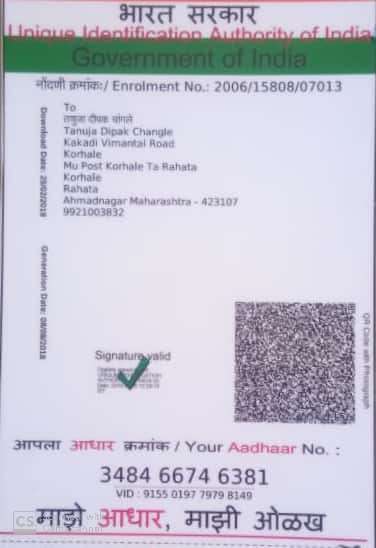 भारत सरकार
Unique Identification Authority of India
Government of India
नोंदणी क्रमांकः/ Enrolment No.: 2006/15808/07013
To
तनुजा दीपक चांगले
Tanuja Dipak Changle
Kakadi Vimantal Road
Korhale
Mu Post Korhale Ta Rahata
Korhale
Rahata
Ahmadnagar Maharashtra - 423107
9921003832
Download Date: 28/02/2019
Generation Date: 08/08/2018
Signature valid
QR Code with Photograph
आपला आधार क्रमांक / Your Aadhaar No. :
3484 6674 6381
VID : 9155 0197 7979 8149
माझे आधार, माझी ओळख
CS